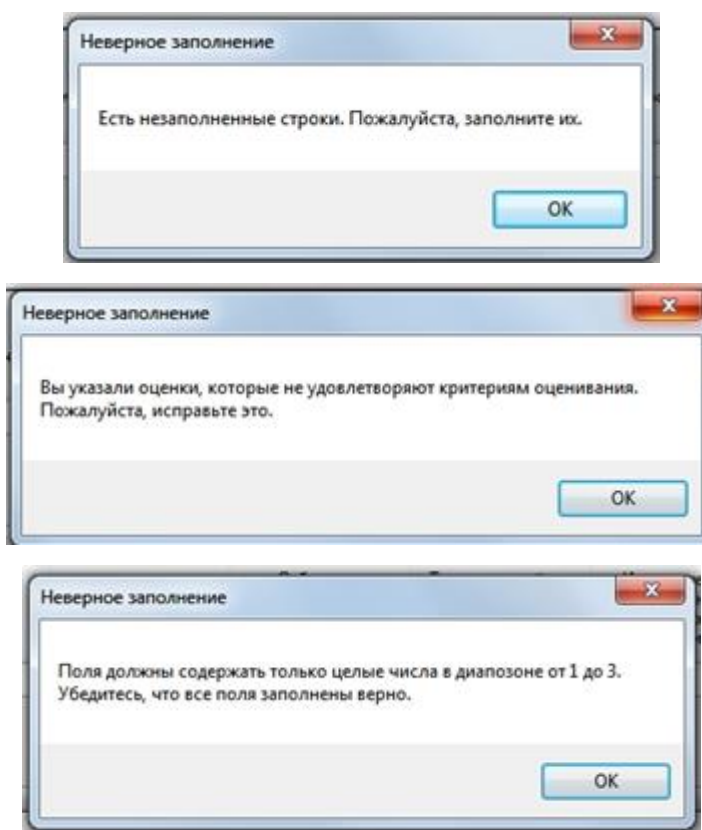 Неверное заполнение
Есть незаполненные строки. Пожалуйста, заполните их.
OK
Неверное заполнение
Вы указали оценки, которые не удовлетворяют критериям оценивания.
Пожалуйста, исправьте это.
OK
Неверное заполнение
Поля должны содержать только целые числа в диапозоне от 1 до 3.
Убедитесь, что все поля заполнены верно.
OK